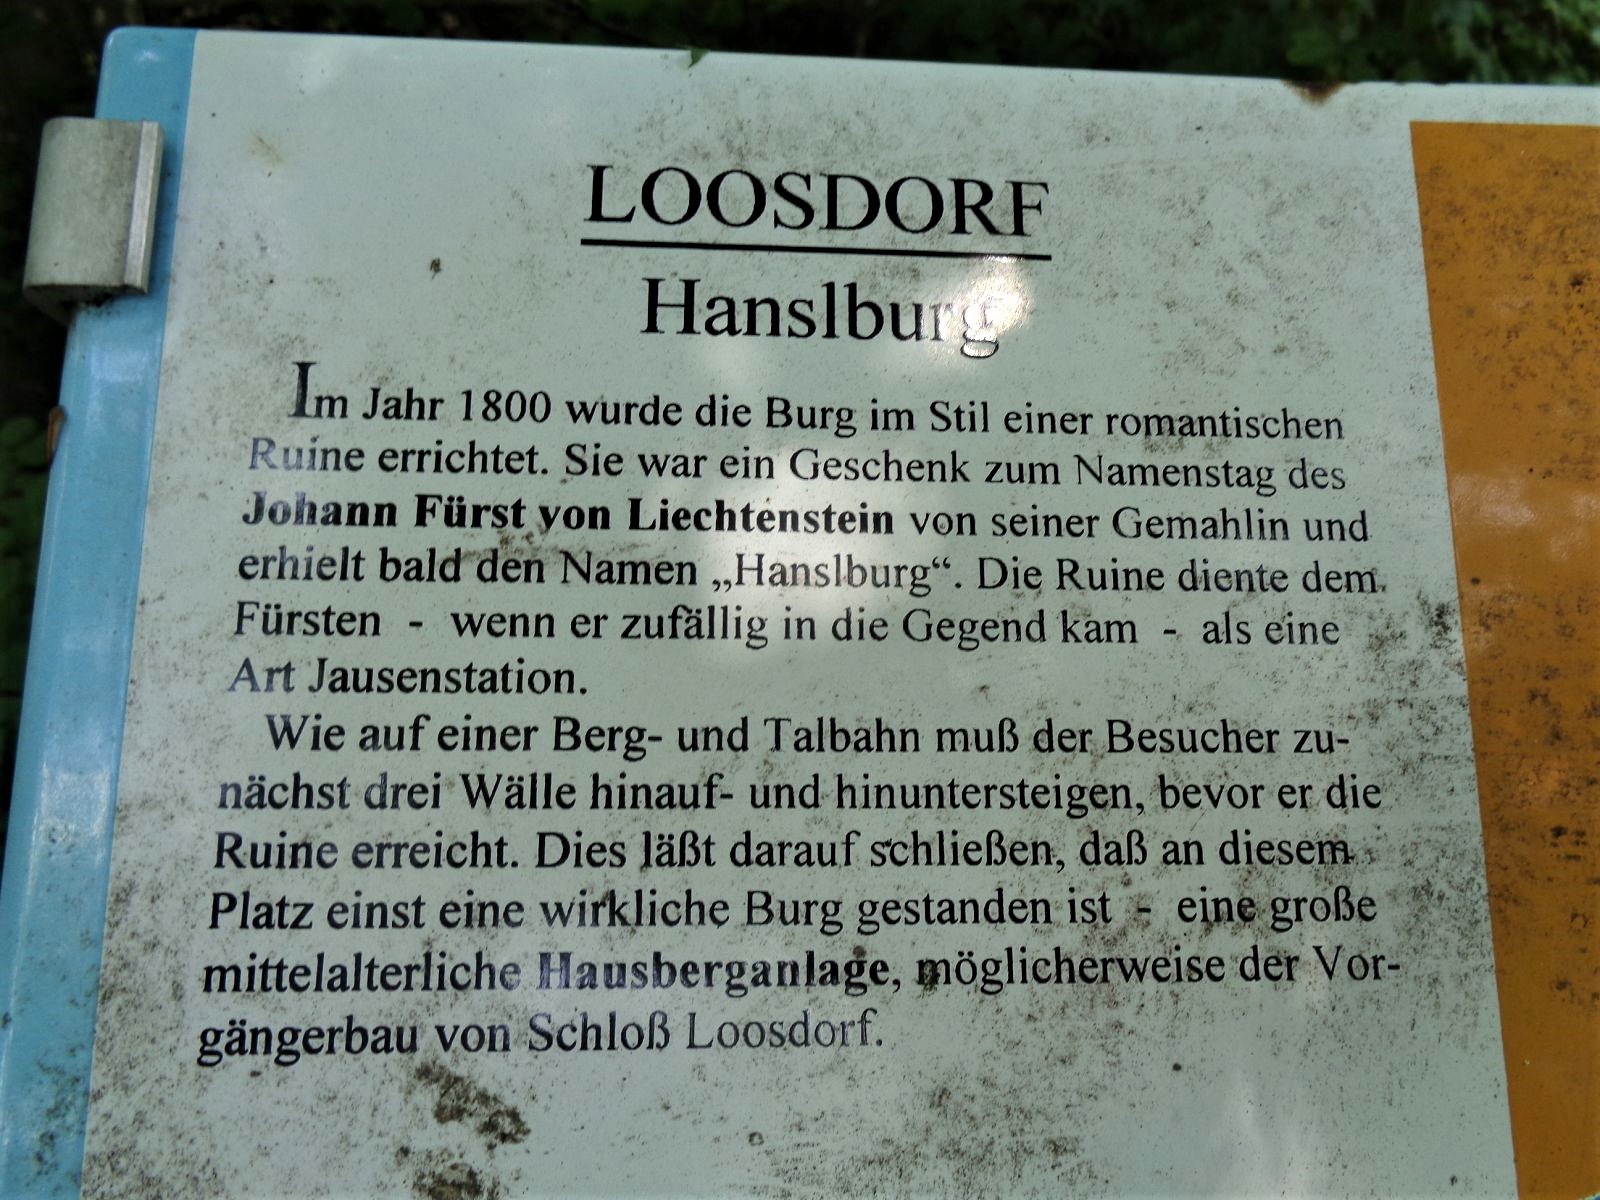 LOOSDORF
Hanslburg
Im Jahr 1800 wurde die Burg im Stil einer romantischen
Ruine errichtet. Sie war ein Geschenk zum Namenstag des
Johann Fürst von Liechtenstein von seiner Gemahlin und
erhielt bald den Namen „Hanslburg“. Die Ruine diente dem
Fürsten - wenn er zufällig in die Gegend kam - als eine
Art Jausenstation.
Wie auf einer Berg- und Talbahn muß der Besucher zu-
nächst drei Wälle hinauf- und hinuntersteigen, bevor er die
Ruine erreicht. Dies läßt darauf schließen, daß an diesem
Platz einst eine wirkliche Burg gestanden ist - eine große
mittelalterliche Hausberganlage, möglicherweise der Vor-
gängerbau von Schloß Loosdorf.